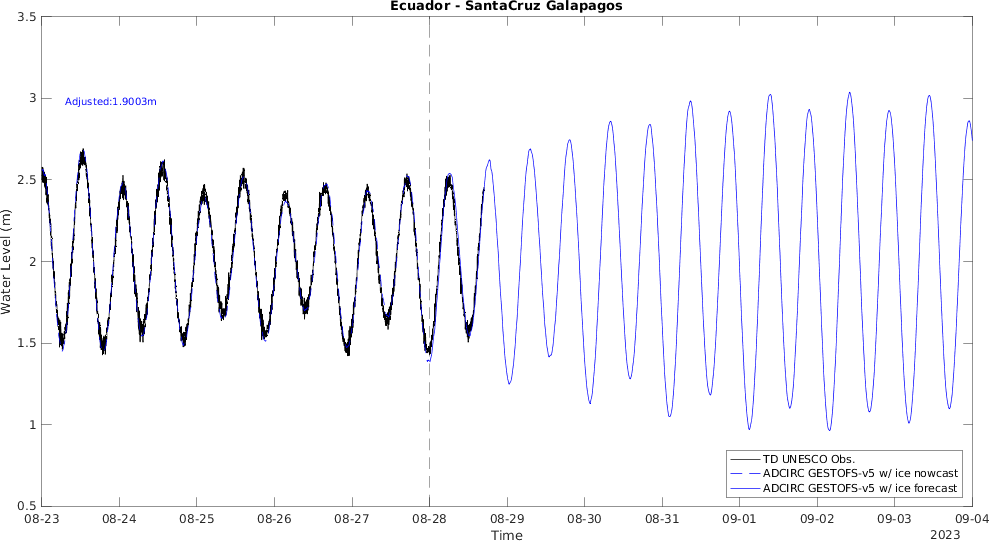 Ecuador - SantaCruz Galapagos
Water Level (m)
3.5
3
2.5
2
1.5
1
0.5
Adjusted:1.9003m
TD UNESCO Obs.
ADCIRC GESTOFS-v5 w/ ice nowcast
ADCIRC GESTOFS-v5 w/ ice forecast
08-23 08-24 08-25 08-26 08-27 08-28 08-29 08-30 08-31 09-01 09-02 09-03 09-04
Time
2023